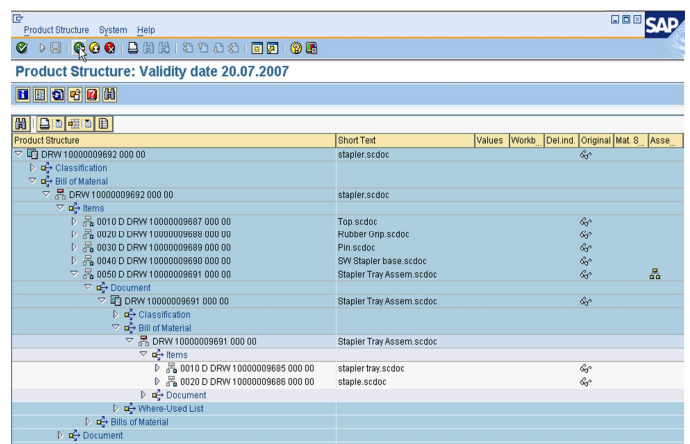 Product Structure System Help
SAP
Product Structure: Validity date 20.07.2007
Product Structure Short Text Values Workb... Del.ind. Original Mat. S... Asse...
DRW 10000009692 000 00 stapler.scdoc
Classification
Bill of Material
DRW 10000009692 000 00 stapler.scdoc
Items
0010 D DRW 10000009687 000 00 Top.scdoc
0020 D DRW 10000009688 000 00 Rubber Grip.scdoc
0030 D DRW 10000009689 000 00 Pin.scdoc
0040 D DRW 10000009690 000 00 SW Stapler base.scdoc
0050 D DRW 10000009691 000 00 Stapler Tray Assem.scdoc
Document
DRW 10000009691 000 00 Stapler Tray Assem.scdoc
Classification
Bill of Material
DRW 10000009691 000 00 Stapler Tray Assem.scdoc
Items
0010 D DRW 10000009685 000 00 stapler tray.scdoc
0020 D DRW 10000009686 000 00 staple.scdoc
Document
Where-Used List
Bills of Material
Document